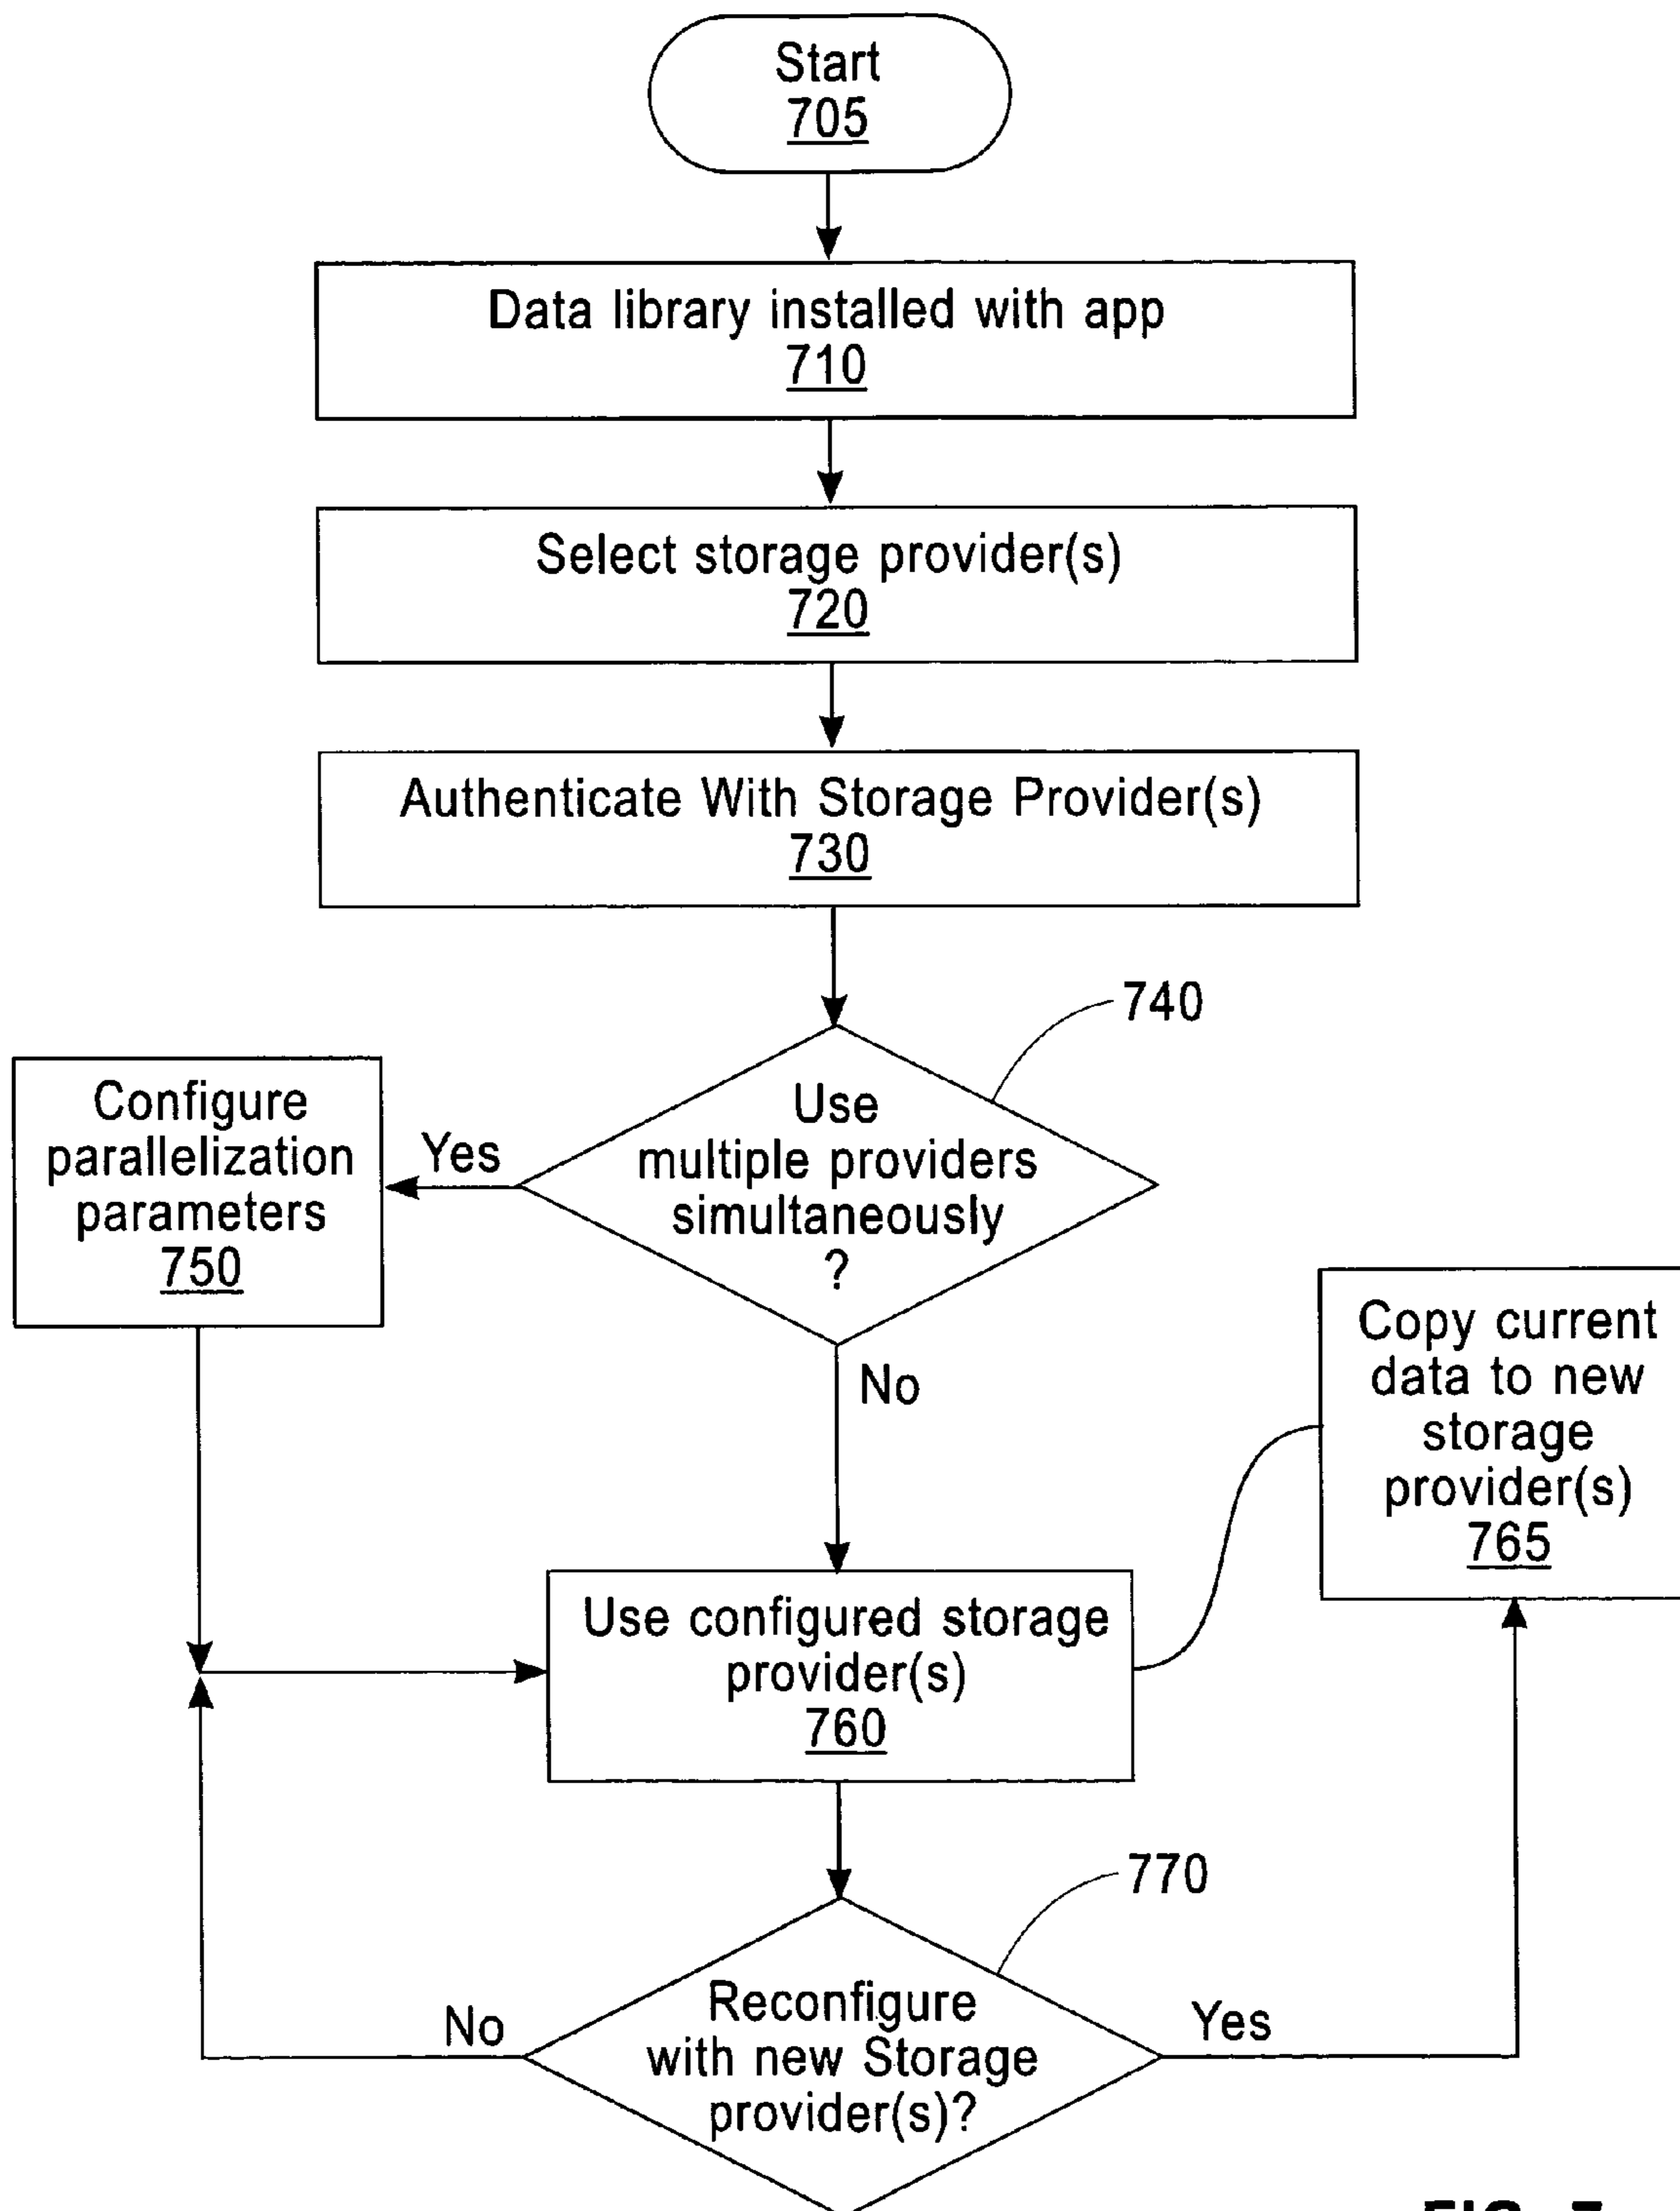 Start
705
Data library installed with app
710
Select storage provider(s)
720
Authenticate With Storage Provider(s)
730
740
Use
multiple providers
simultaneously
?
Yes
Configure
parallelization
parameters
750
No
Copy current
data to new
storage
provider(s)
765
Use configured storage
provider(s)
760
770
Reconfigure
with new Storage
provider(s)?
No
Yes